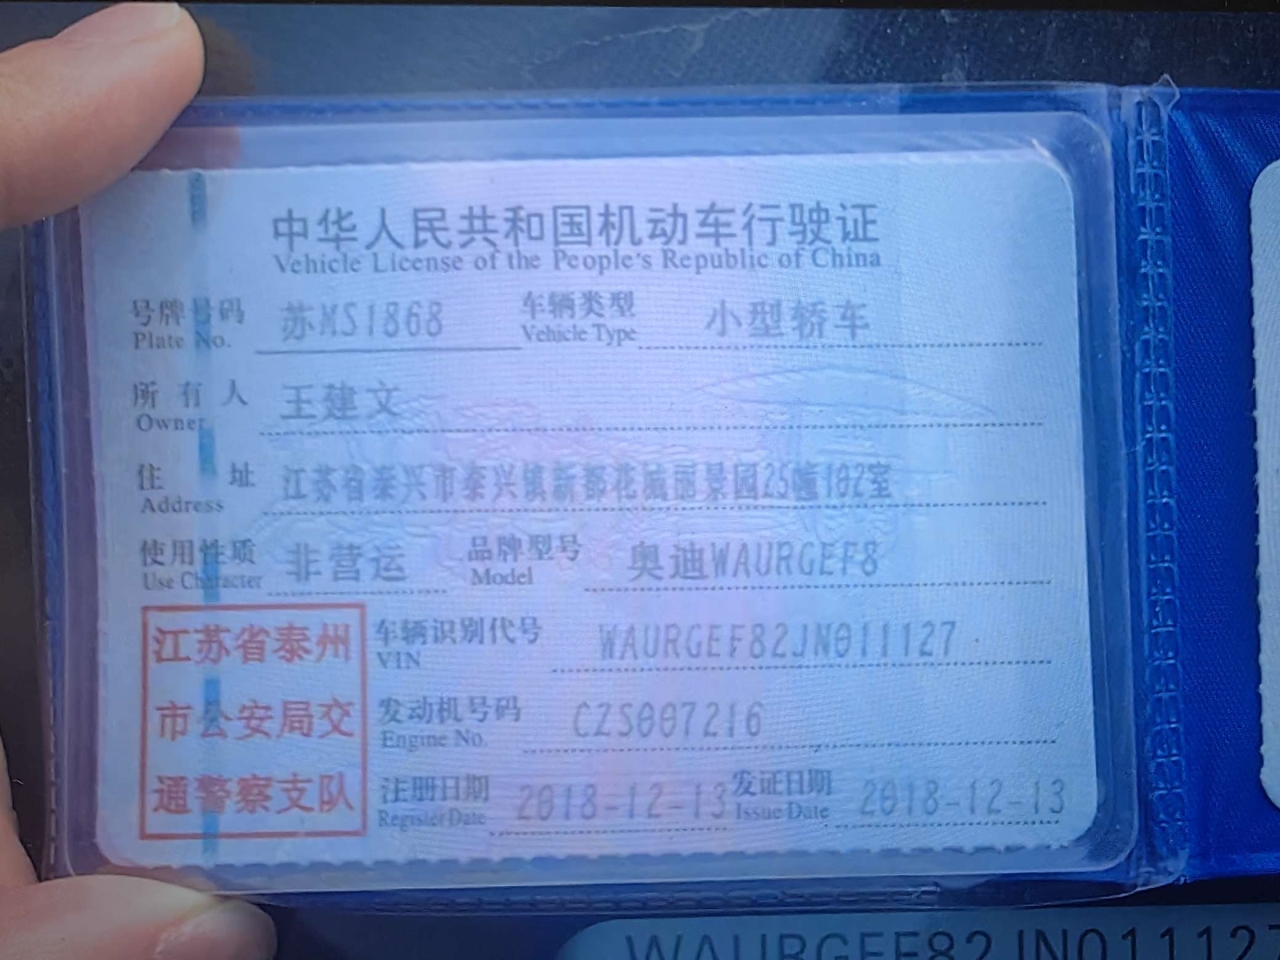 中华人民共和国机动车行驶证
Vehicle License of the People's Republic of China
号牌号码 苏MS1868 车辆类型 小型轿车
Plate No. Vehicle Type
所有人 王建文
Owner
住址 江苏省泰兴市泰兴镇新都花城丽景园25幢102室
Address
使用性质 非营运 品牌型号 奥迪WAURGEF8
Use Character Model
江苏省泰州
市公安局交
通警察支队
车辆识别代号 WAURGEF82JN011127
VIN
发动机号码 CZS007216
Engine No.
注册日期 2018-12-13 发证日期 2018-12-13
Register Date Issue Date
WAURGEF82JN011127